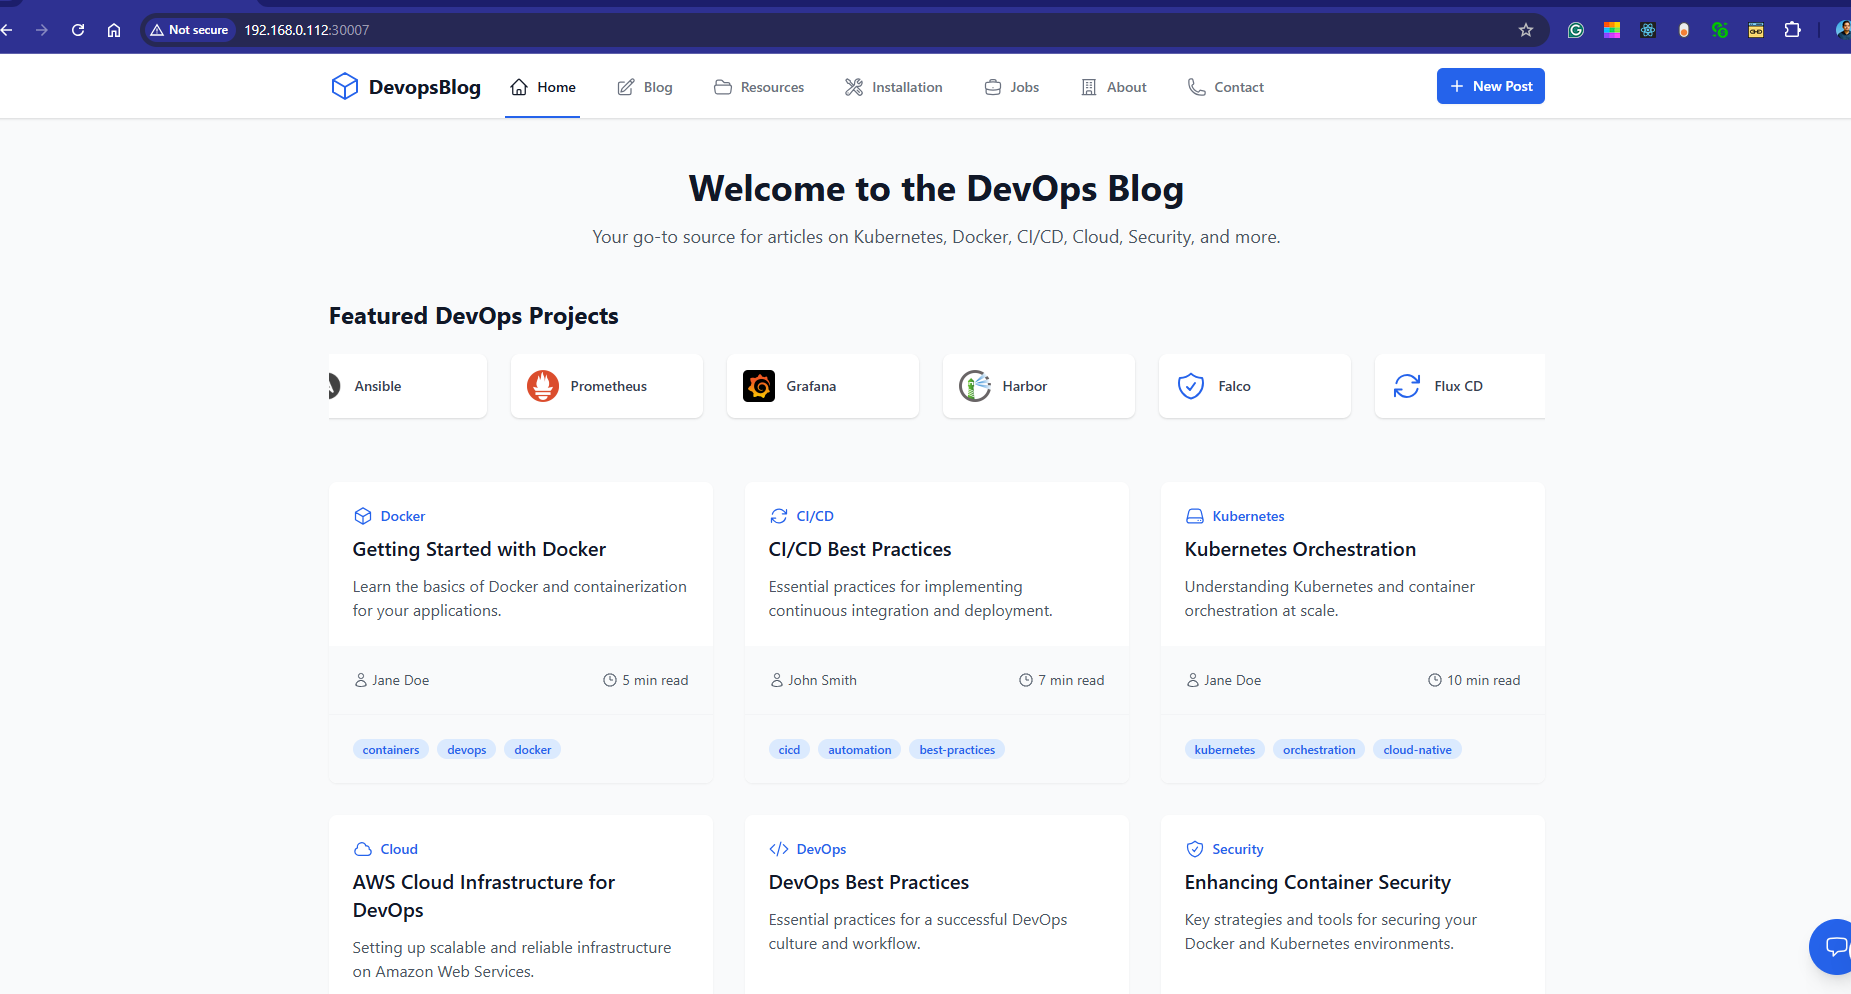 Not secure 192.168.0.112:30007
DevopsBlog Home Blog Resources Installation Jobs About Contact New Post
Welcome to the DevOps Blog
Your go-to source for articles on Kubernetes, Docker, CI/CD, Cloud, Security, and more.
Featured DevOps Projects
Ansible Prometheus Grafana Harbor Falco Flux CD
Docker
Getting Started with Docker
Learn the basics of Docker and containerization
for your applications.
Jane Doe 5 min read
containers devops docker
CI/CD
CI/CD Best Practices
Essential practices for implementing
continuous integration and deployment.
John Smith 7 min read
cicd automation best-practices
Kubernetes
Kubernetes Orchestration
Understanding Kubernetes and container
orchestration at scale.
Jane Doe 10 min read
kubernetes orchestration cloud-native
Cloud
AWS Cloud Infrastructure for
DevOps
Setting up scalable and reliable infrastructure
on Amazon Web Services.
DevOps
DevOps Best Practices
Essential practices for a successful DevOps
culture and workflow.
Security
Enhancing Container Security
Key strategies and tools for securing your
Docker and Kubernetes environments.